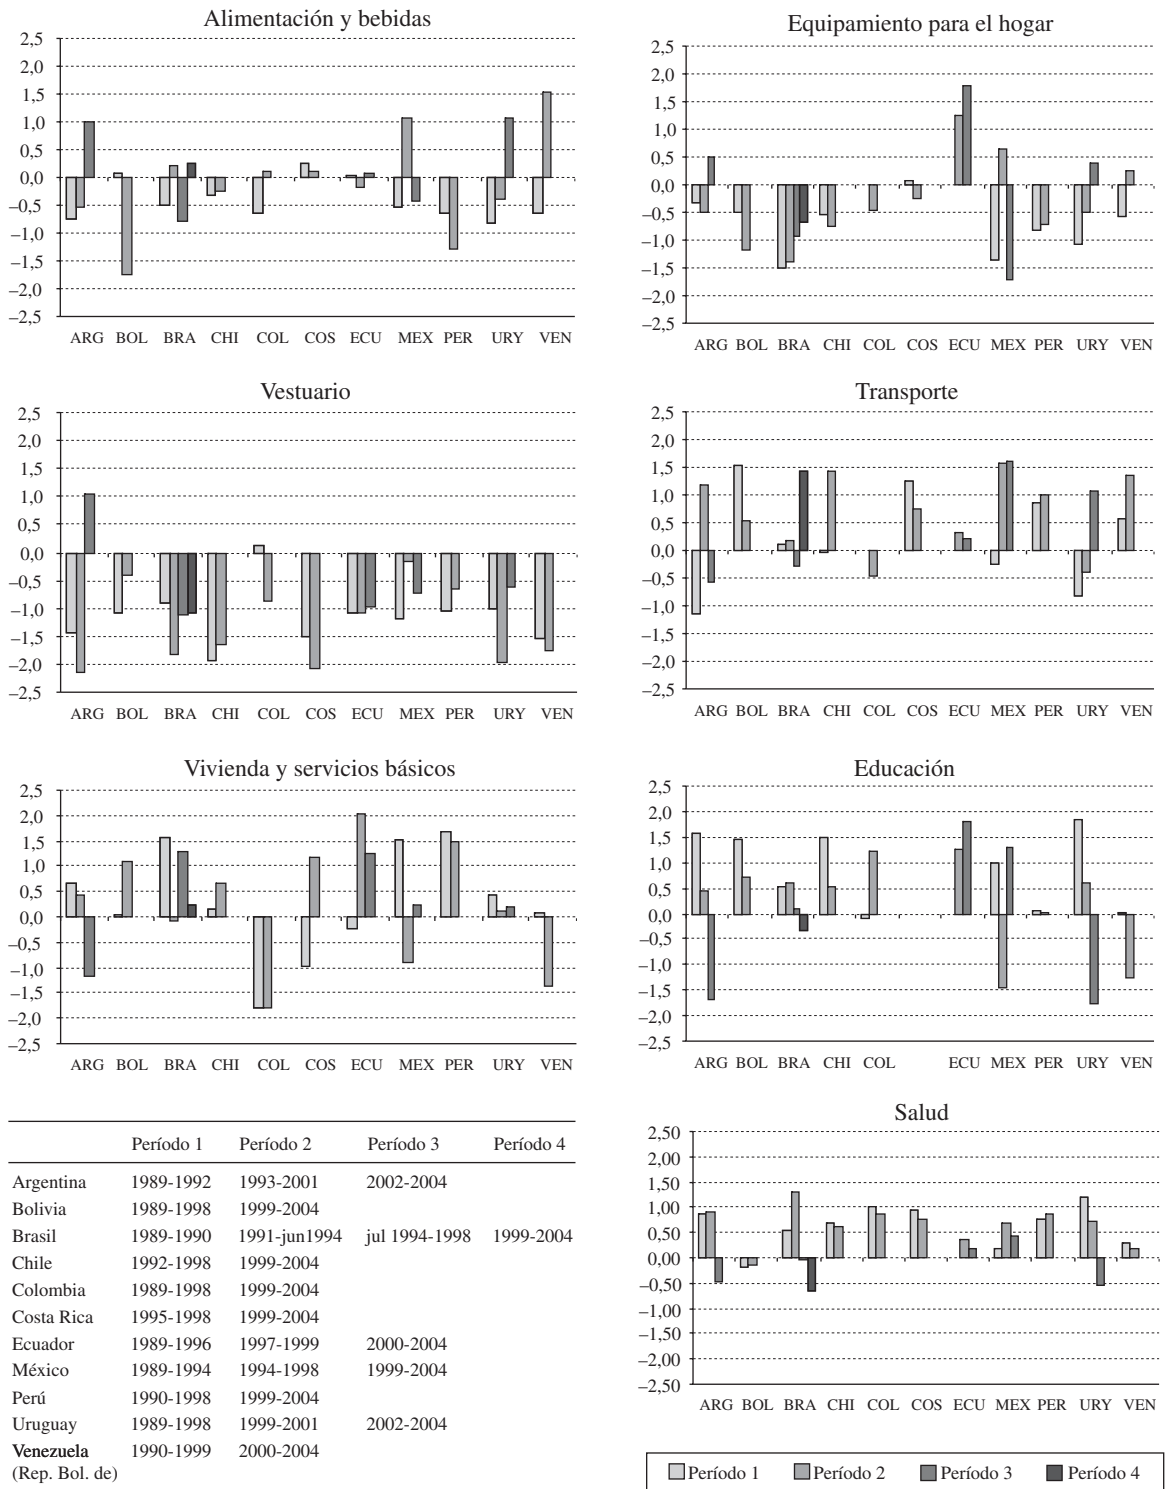 Alimentación y bebidas
2,5
2,0
1,5
1,0
0,5
0,0
–0,5
–1,0
–1,5
–2,0
–2,5
ARG BOL BRA CHI COL COS ECU MEX PER URY VEN
Equipamiento para el hogar
2,5
2,0
1,5
1,0
0,5
0,0
–0,5
–1,0
–1,5
–2,0
–2,5
ARG BOL BRA CHI COL COS ECU MEX PER URY VEN
Vestuario
2,5
2,0
1,5
1,0
0,5
0,0
–0,5
–1,0
–1,5
–2,0
–2,5
ARG BOL BRA CHI COL COS ECU MEX PER URY VEN
Transporte
2,5
2,0
1,5
1,0
0,5
0,0
–0,5
–1,0
–1,5
–2,0
–2,5
ARG BOL BRA CHI COL COS ECU MEX PER URY VEN
Vivienda y servicios básicos
2,5
2,0
1,5
1,0
0,5
0,0
–0,5
–1,0
–1,5
–2,0
–2,5
ARG BOL BRA CHI COL COS ECU MEX PER URY VEN
Educación
2,5
2,0
1,5
1,0
0,5
0,0
–0,5
–1,0
–1,5
–2,0
–2,5
ARG BOL BRA CHI COL ECU MEX PER URY VEN
Período 1 Período 2 Período 3 Período 4
Argentina 1989-1992 1993-2001 2002-2004
Bolivia 1989-1998 1999-2004
Brasil 1989-1990 1991-jun1994 jul 1994-1998 1999-2004
Chile 1992-1998 1999-2004
Colombia 1989-1998 1999-2004
Costa Rica 1995-1998 1999-2004
Ecuador 1989-1996 1997-1999 2000-2004
México 1989-1994 1994-1998 1999-2004
Perú 1990-1998 1999-2004
Uruguay 1989-1998 1999-2001 2002-2004
Venezuela 1990-1999 2000-2004
(Rep. Bol. de)
Salud
2,50
2,00
1,50
1,00
0,50
0,00
–0,50
–1,00
–1,50
–2,00
–2,50
ARG BOL BRA CHI COL COS ECU MEX PER URY VEN
Período 1 Período 2 Período 3 Período 4